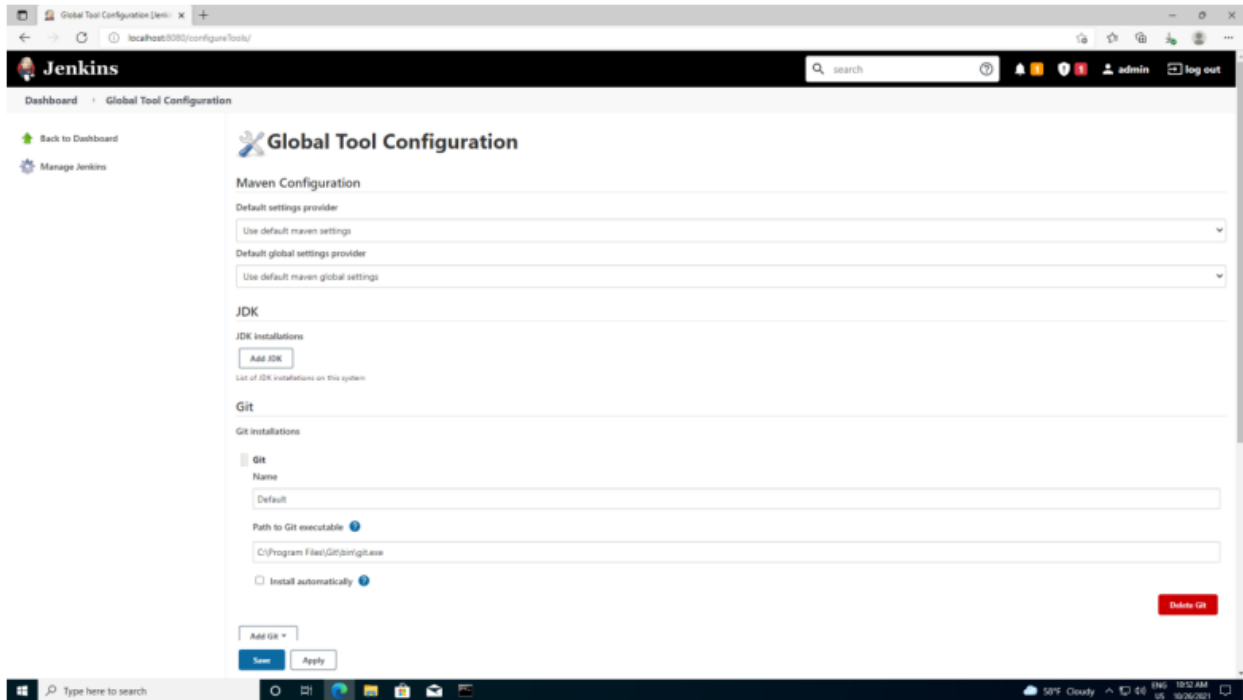 Global Tool Configuration [Jenki
localhost:8080/configureTools/
Jenkins
search
1
1
admin
log out
Dashboard
Global Tool Configuration
Back to Dashboard
Manage Jenkins
Global Tool Configuration
Maven Configuration
Default settings provider
Use default maven settings
Default global settings provider
Use default maven global settings
JDK
JDK installations
Add JDK
List of JDK installations on this system
Git
Git installations
Git
Name
Default
Path to Git executable
C:\Program Files\Git\bin\git.exe
Install automatically
Delete Git
Add Git
Save
Apply
Type here to search
58°F Cloudy
ENG
US
10:52 AM
10/26/2021